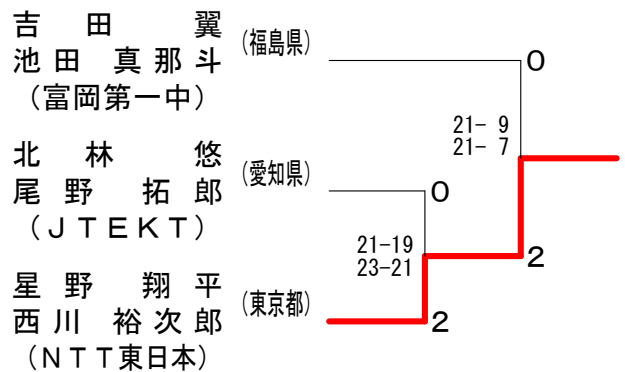 吉田 翼
池田 真那斗
（富岡第一中）
(福島県)
0
21- 9
21- 7
北林 悠
尾野 拓郎
（ＪＴＥＫＴ）
(愛知県)
0
21-19
23-21
2
星野 翔平
西川 裕次郎
（ＮＴＴ東日本）
(東京都)
2